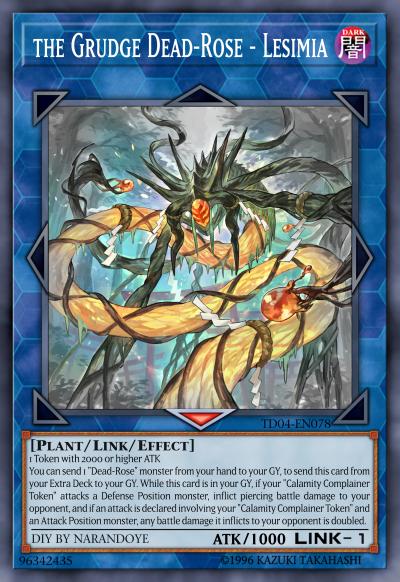 THE GRUDGE DEAD-ROSE - LESIMIA
DARK
闇
TD04-EN078
[PLANT/LINK/EFFECT]
1 Token with 2000 or higher ATK
You can send 1 "Dead-Rose" monster from your hand to your GY, to send this card from
your Extra Deck to your GY. While this card is in your GY, if your "Calamity Complainer
Token" attacks a Defense Position monster, inflict piercing battle damage to your
opponent, and if an attack is declared involving your "Calamity Complainer Token" and
an Attack Position monster, any battle damage it inflicts to your opponent is doubled.
DIY BY NARANDOYE
ATK/1000 LINK-1
96342435
©1996 KAZUKI TAKAHASHI